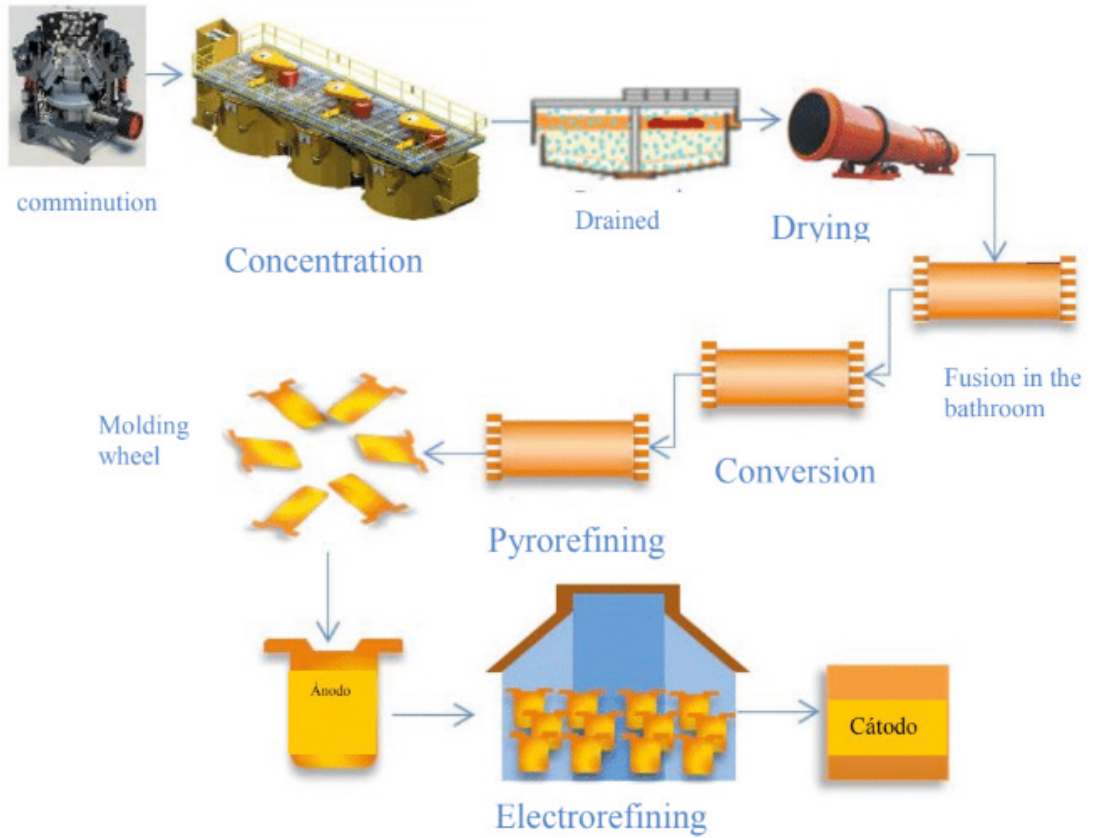 comminution
Concentration
Drained
Drying
Fusion in the
bathroom
Conversion
Pyrorefining
Molding
wheel
Ánodo
Electrorefining
Cátodo